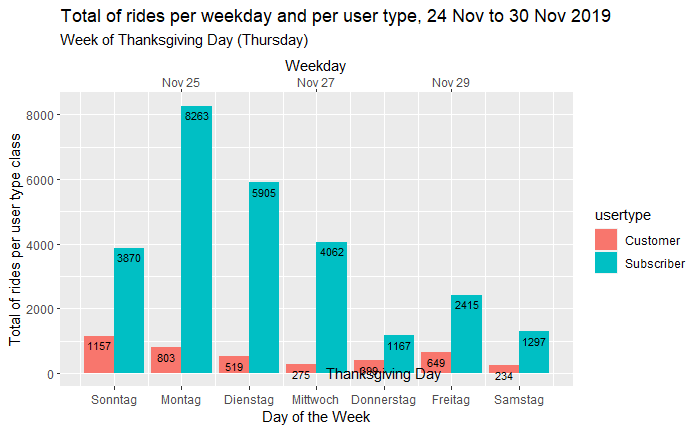 Total of rides per weekday and per user type, 24 Nov to 30 Nov 2019
Week of Thanksgiving Day (Thursday)
Weekday
Nov 25 Nov 27 Nov 29
Total of rides per user type class
8000
6000
4000
2000
0
8263
5905
4062
3870
2415
1157
1167
1297
803
519
649
275
234
Thanksgiving Day
Sonntag Montag Dienstag Mittwoch Donnerstag Freitag Samstag
Day of the Week
usertype
Customer
Subscriber